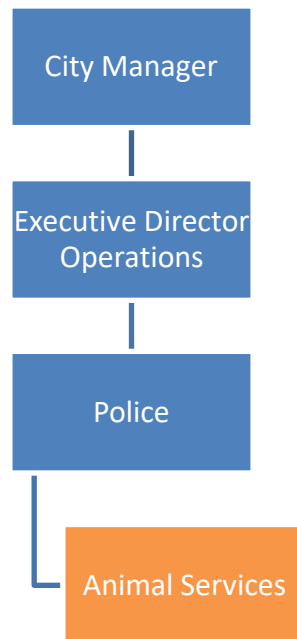 City Manager
Executive Director
Operations
Police
Animal Services